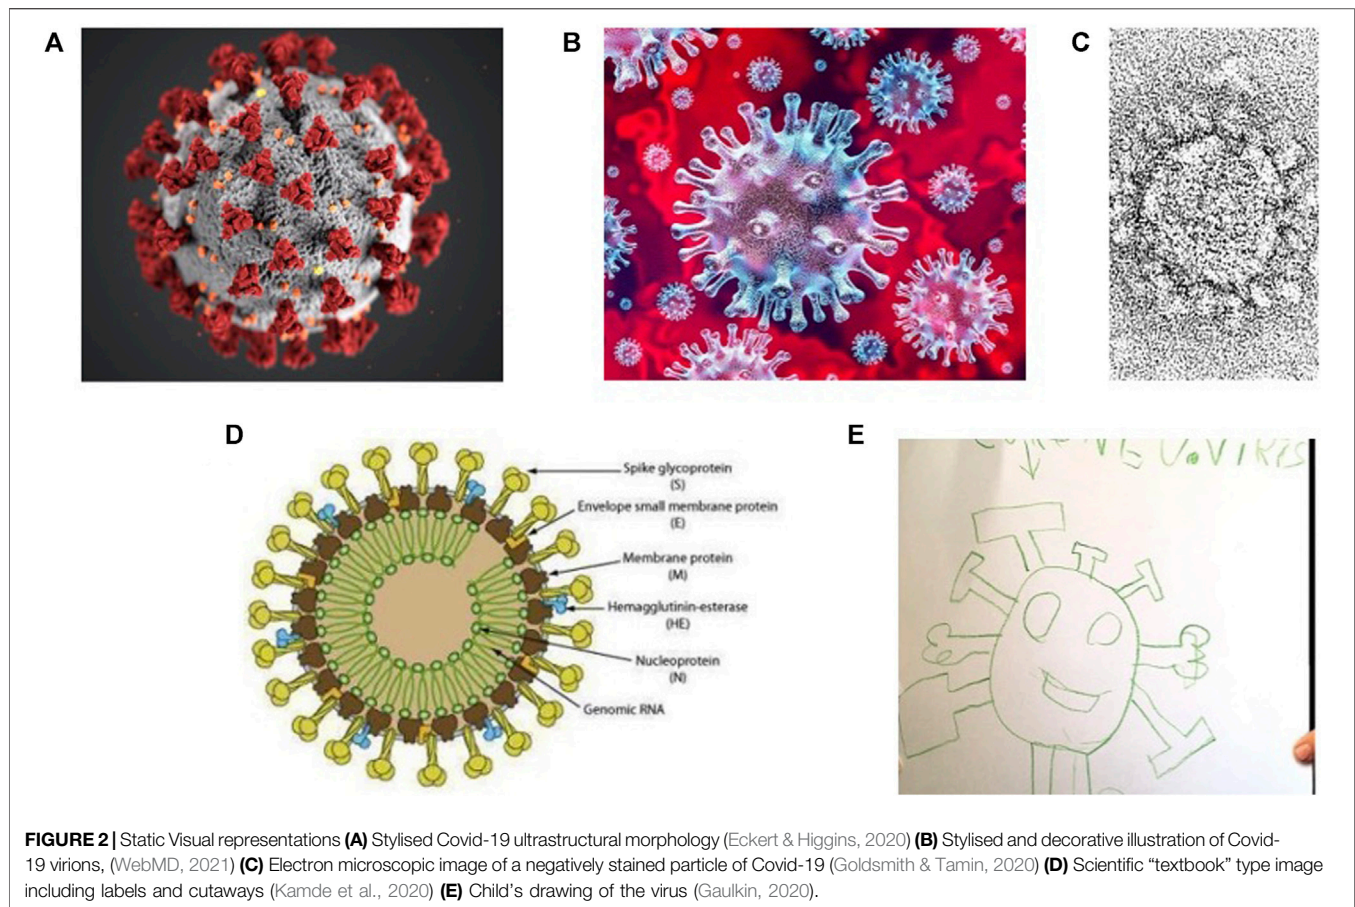 A
B
C
D
Spike glycoprotein
(S)
Envelope small membrane protein
(E)
Membrane protein
(M)
Hemagglutinin-esterase
(HE)
Nucleoprotein
(N)
Genomic RNA
E
FIGURE 2 | Static Visual representations (A) Stylised Covid-19 ultrastructural morphology (Eckert & Higgins, 2020) (B) Stylised and decorative illustration of Covid-
19 virions, (WebMD, 2021) (C) Electron microscopic image of a negatively stained particle of Covid-19 (Goldsmith & Tamin, 2020) (D) Scientific “textbook” type image
including labels and cutaways (Kamde et al., 2020) (E) Child’s drawing of the virus (Gaulkin, 2020).